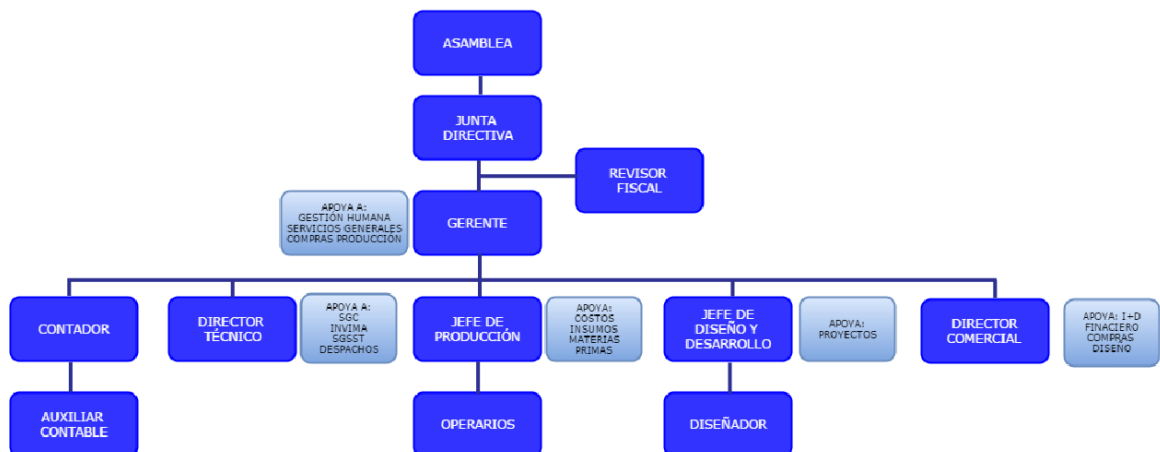 ASAMBLEA
JUNTA
DIRECTIVA
REVISOR
FISCAL
APOYA A:
GESTIÓN HUMANA
SERVICIOS GENERALES
COMPRAS PRODUCCIÓN
GERENTE
CONTADOR
DIRECTOR
TÉCNICO
APOYA A:
SGC
INVIMA
SGSST
DESPACHOS
JEFE DE
PRODUCCIÓN
APOYA:
COSTOS
INSUMOS
MATERIAS
PRIMAS
JEFE DE
DISEÑO Y
DESARROLLO
APOYA:
PROYECTOS
DIRECTOR
COMERCIAL
APOYA: I+D
FINACIERO
COMPRAS
DISENO
AUXILIAR
CONTABLE
OPERARIOS
DISEÑADOR